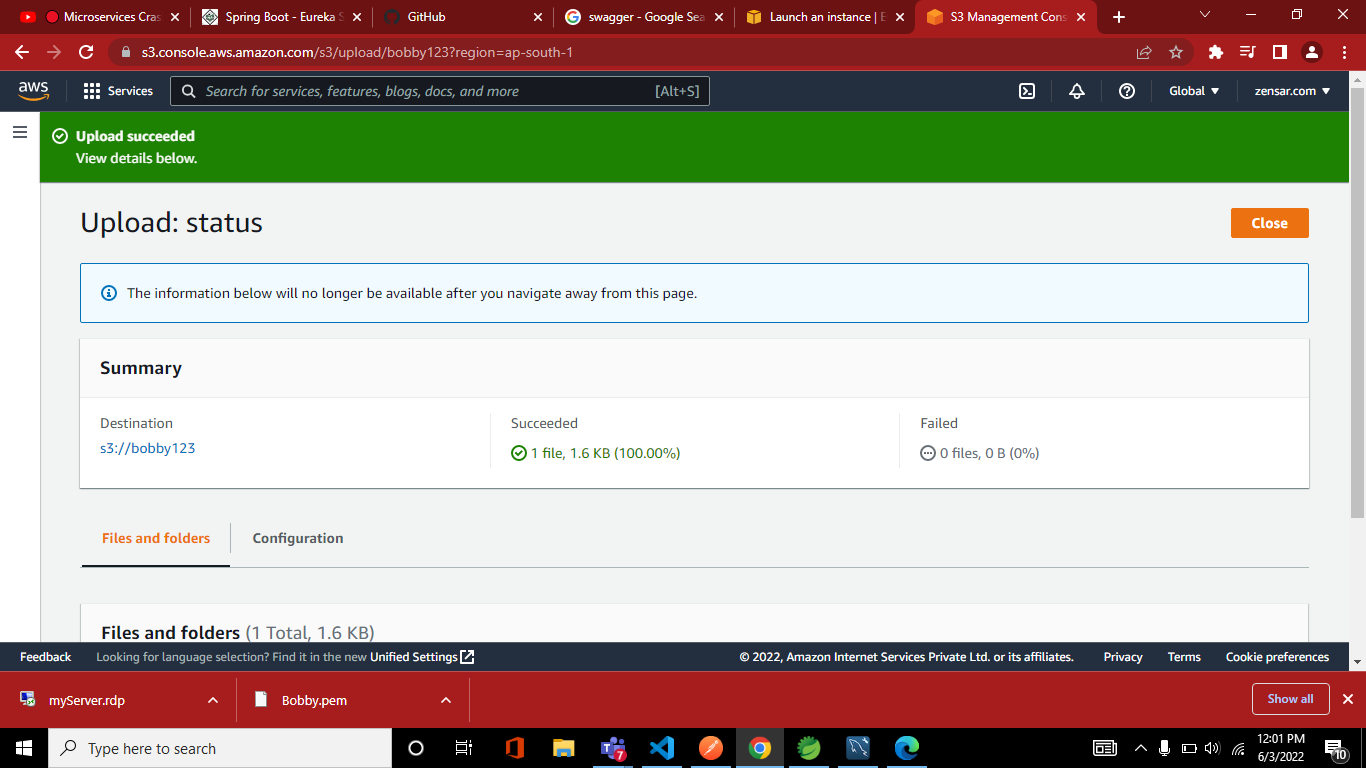 Microservices Cras
Spring Boot - Eureka S
GitHub
swagger - Google Sea
Launch an instance | E
S3 Management Cons
s3.console.aws.amazon.com/s3/upload/bobby123?region=ap-south-1
aws
Services
Search for services, features, blogs, docs, and more
[Alt+S]
Global
zensar.com
Upload succeeded
View details below.
Upload: status
Close
The information below will no longer be available after you navigate away from this page.
Summary
Destination
s3://bobby123
Succeeded
1 file, 1.6 KB (100.00%)
Failed
0 files, 0 B (0%)
Files and folders
Configuration
Files and folders (1 Total, 1.6 KB)
Feedback
Looking for language selection? Find it in the new Unified Settings
© 2022, Amazon Internet Services Private Ltd. or its affiliates.
Privacy
Terms
Cookie preferences
myServer.rdp
Bobby.pem
Show all
Type here to search
7
12:01 PM
6/3/2022
10